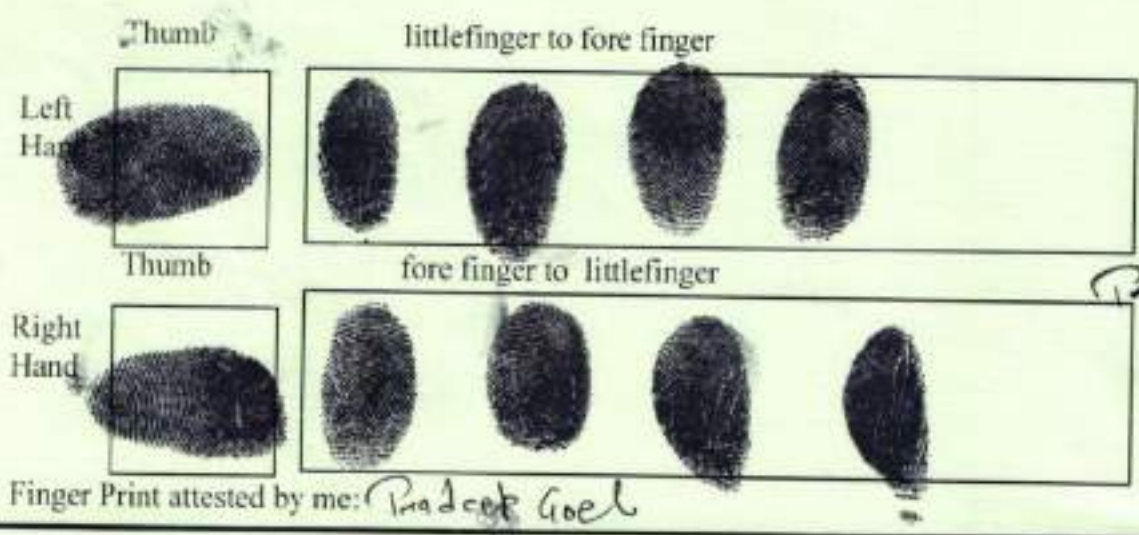 Thumb littlefinger to fore finger
Left
Hand
Thumb fore finger to littlefinger
Right
Hand
Finger Print attested by me: Pradeep Goel